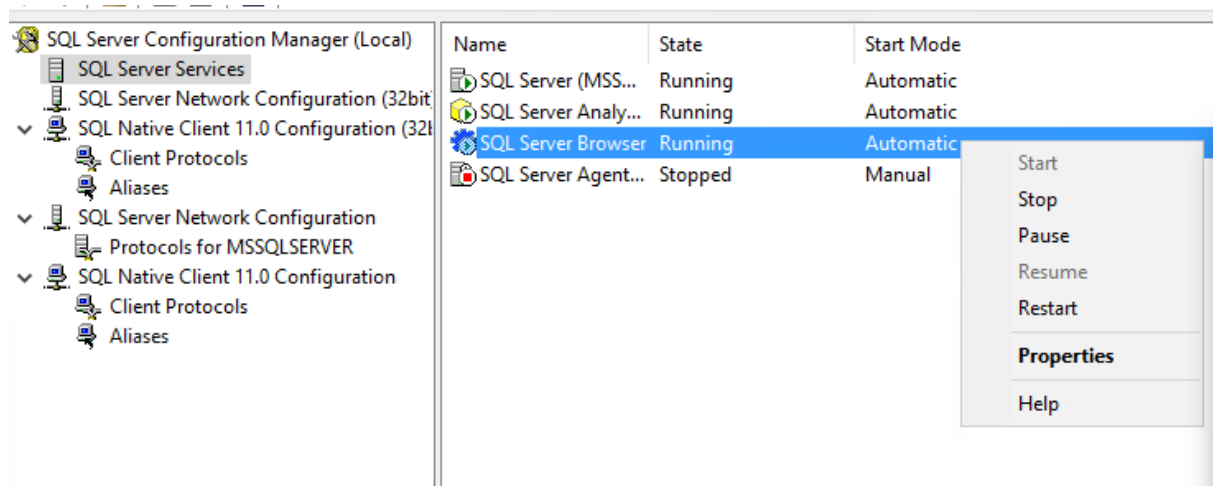 SQL Server Configuration Manager (Local)
SQL Server Services
SQL Server Network Configuration (32bit
SQL Native Client 11.0 Configuration (32
Client Protocols
Aliases
SQL Server Network Configuration
Protocols for MSSQLSERVER
SQL Native Client 11.0 Configuration
Client Protocols
Aliases
Name State Start Mode
SQL Server (MSS... Running Automatic
SQL Server Analy... Running Automatic
SQL Server Browser Running Automatic
SQL Server Agent... Stopped Manual
Start
Stop
Pause
Resume
Restart
Properties
Help